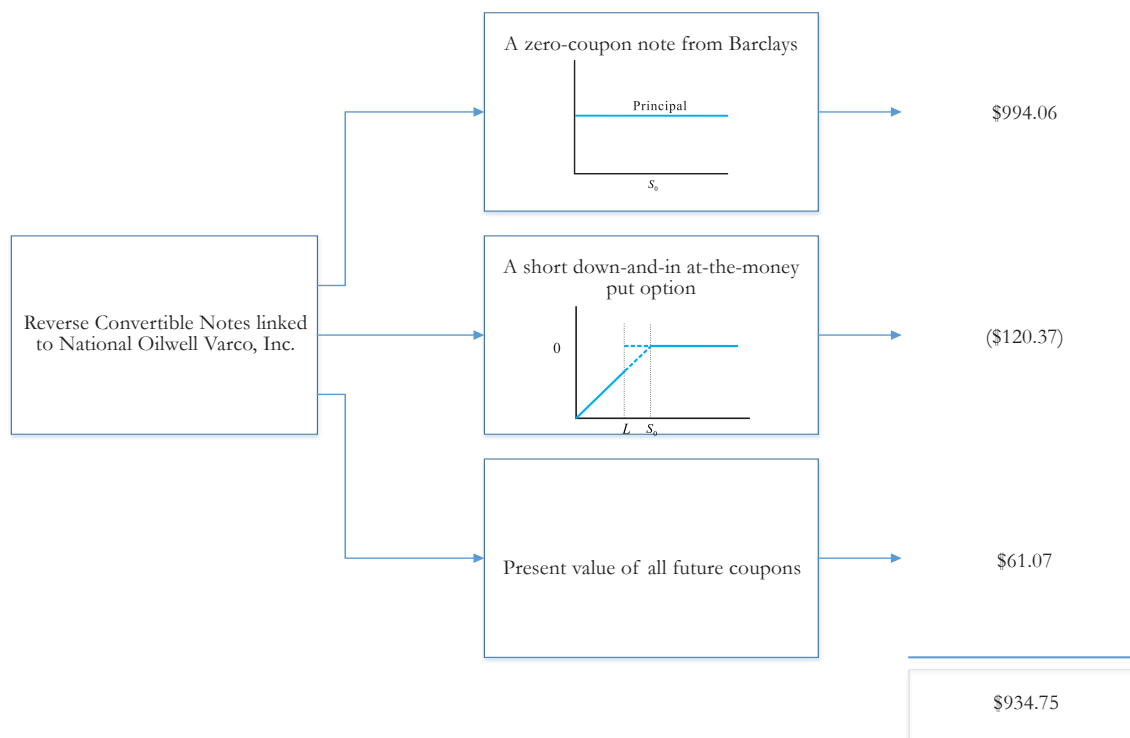 A zero-coupon note from Barclays
Principal
S₀
$994.06
Reverse Convertible Notes linked
to National Oilwell Varco, Inc.
A short down-and-in at-the-money
put option
0
L S₀
($120.37)
Present value of all future coupons
$61.07
$934.75